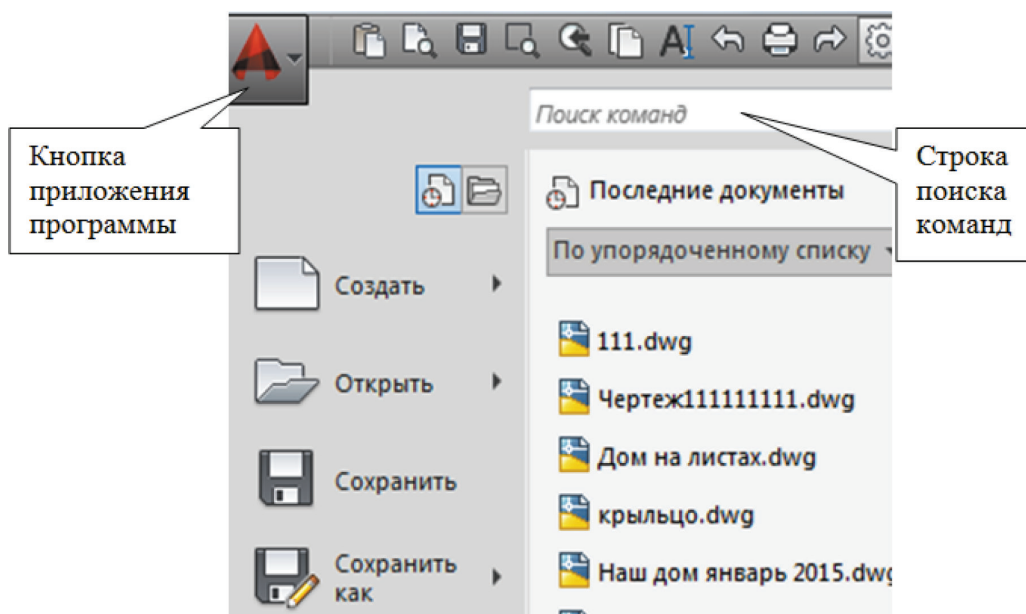 Поиск команд
Кнопка
приложения
программы
Строка
поиска
команд
Последние документы
По упорядоченному списку
Создать
Открыть
Сохранить
Сохранить
как
111.dwg
Чертеж111111111.dwg
Дом на листах.dwg
крыльцо.dwg
Наш дом январь 2015.dwg